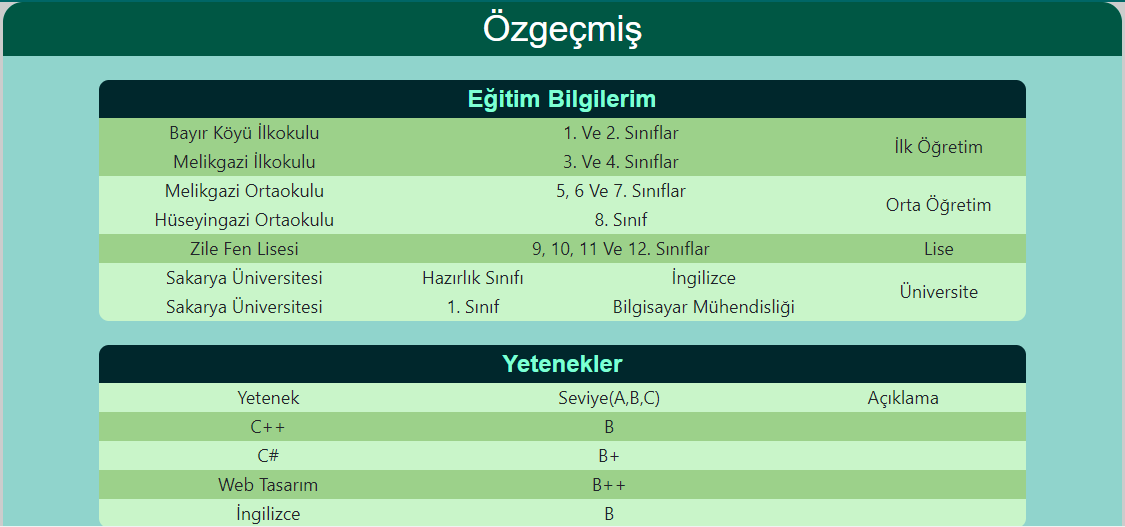 Özgeçmiş
Eğitim Bilgilerim
Bayır Köyü İlkokulu 1. Ve 2. Sınıflar İlk Öğretim
Melikgazi İlkokulu 3. Ve 4. Sınıflar
Melikgazi Ortaokulu 5, 6 Ve 7. Sınıflar Orta Öğretim
Hüseyingazi Ortaokulu 8. Sınıf
Zile Fen Lisesi 9, 10, 11 Ve 12. Sınıflar Lise
Sakarya Üniversitesi Hazırlık Sınıfı İngilizce Üniversite
Sakarya Üniversitesi 1. Sınıf Bilgisayar Mühendisliği
Yetenekler
Yetenek Seviye(A,B,C) Açıklama
C++ B
C# B+
Web Tasarım B++
İngilizce B